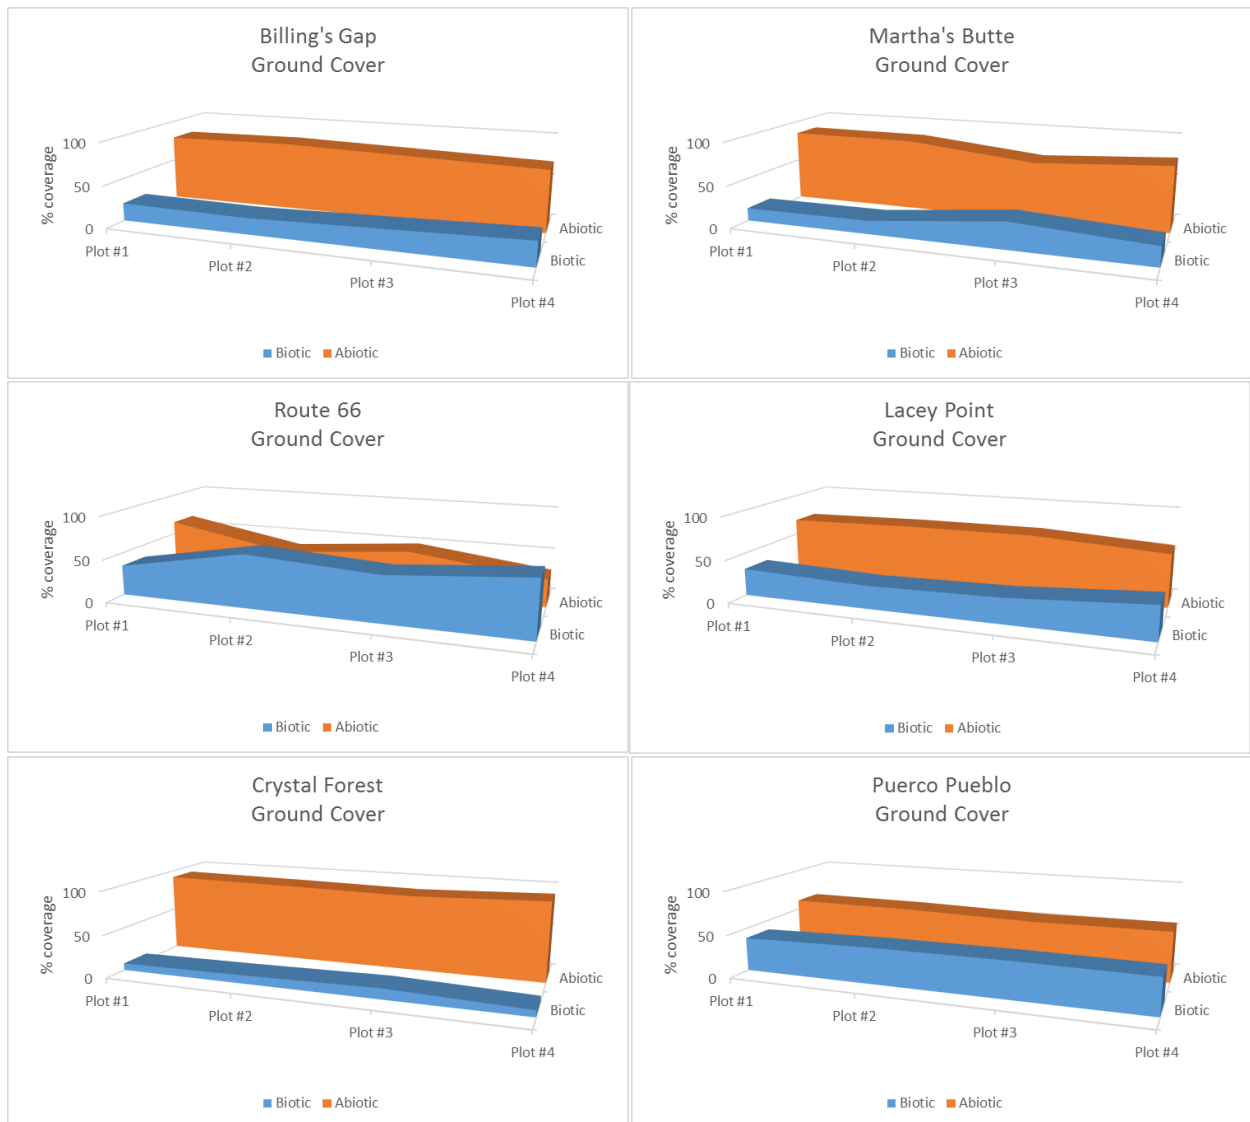 Billing's Gap
Ground Cover
% coverage
100
50
0
Plot #1
Plot #2
Plot #3
Plot #4
Abiotic
Biotic
Biotic Abiotic
Martha's Butte
Ground Cover
% coverage
100
50
0
Plot #1
Plot #2
Plot #3
Plot #4
Abiotic
Biotic
Biotic Abiotic
Route 66
Ground Cover
% coverage
100
50
0
Plot #1
Plot #2
Plot #3
Plot #4
Abiotic
Biotic
Biotic Abiotic
Lacey Point
Ground Cover
% coverage
100
50
0
Plot #1
Plot #2
Plot #3
Plot #4
Abiotic
Biotic
Biotic Abiotic
Crystal Forest
Ground Cover
% coverage
100
50
0
Plot #1
Plot #2
Plot #3
Plot #4
Abiotic
Biotic
Biotic Abiotic
Puerco Pueblo
Ground Cover
% coverage
100
50
0
Plot #1
Plot #2
Plot #3
Plot #4
Abiotic
Biotic
Biotic Abiotic